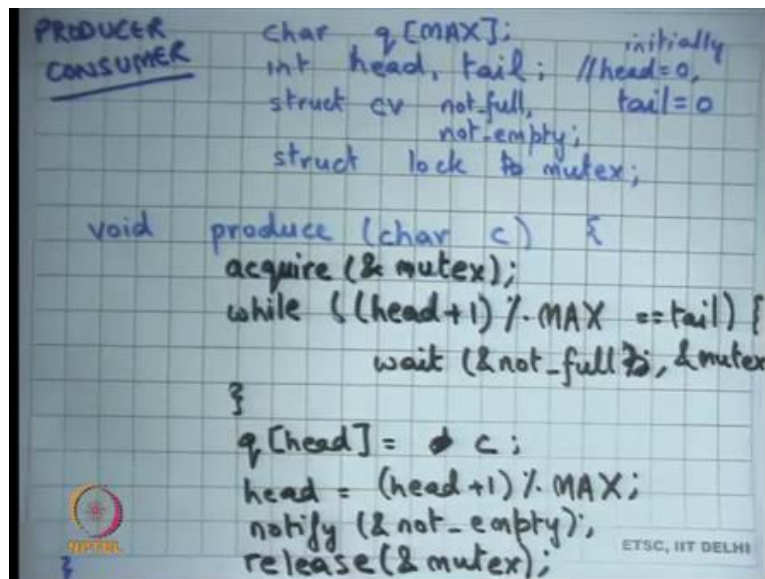 PRODUCER CONSUMER
char q[MAX];
int head, tail; // initially head=0, tail=0
struct cv not_full,
not_empty;
struct lock mutex;
void produce (char c) {
acquire (& mutex);
while ((head+1) % MAX == tail) {
wait (&not_full, &mutex
}
q[head] = c;
head = (head+1) % MAX;
notify (& not_empty);
release (& mutex);
}
NPTEL
ETSC, IIT DELHI